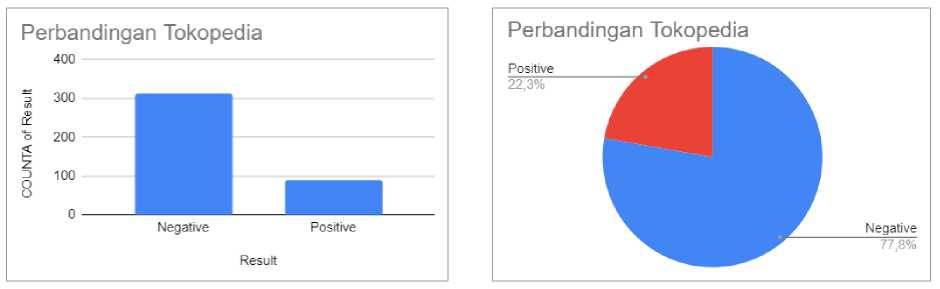 Perbandingan Tokopedia
400
300
200
100
0
COUNTA of Result
Negative
Positive
Result
Perbandingan Tokopedia
Positive
22,3%
Negative
77,8%